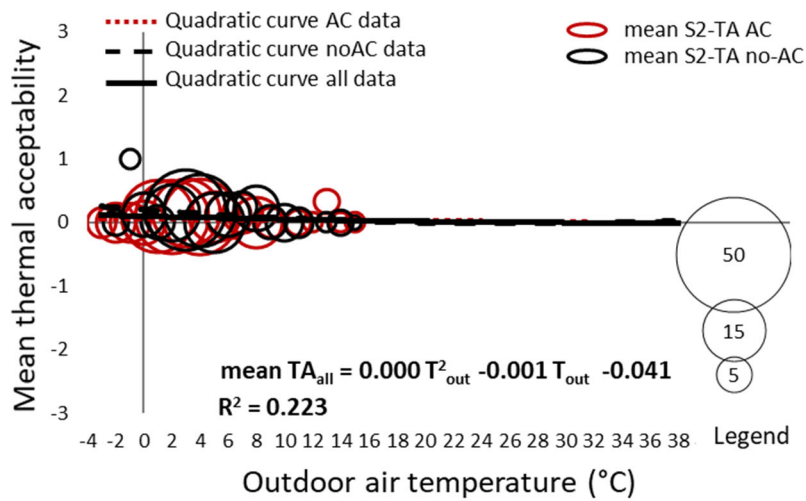 Quadratic curve AC data
Quadratic curve noAC data
Quadratic curve all data
mean S2-TA AC
mean S2-TA no-AC
Mean thermal acceptability
3
2
1
0
-1
-2
-3
50
15
5
mean TAall = 0.000 T²out -0.001 Tout -0.041
R² = 0.223
-4 -2 0 2 4 6 8 10 12 14 16 18 20 22 24 26 28 30 32 34 36 38
Legend
Outdoor air temperature (°C)